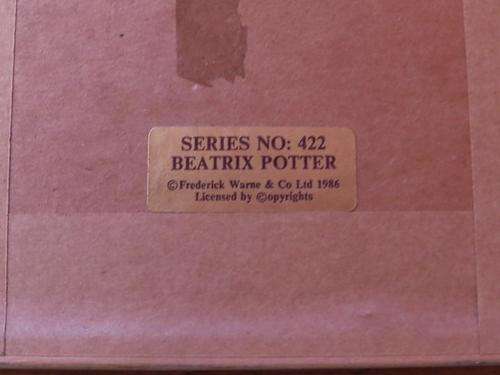 SERIES NO: 422
BEATRIX POTTER
©Frederick Warne & Co Ltd 1986
Licensed by ©opyrights